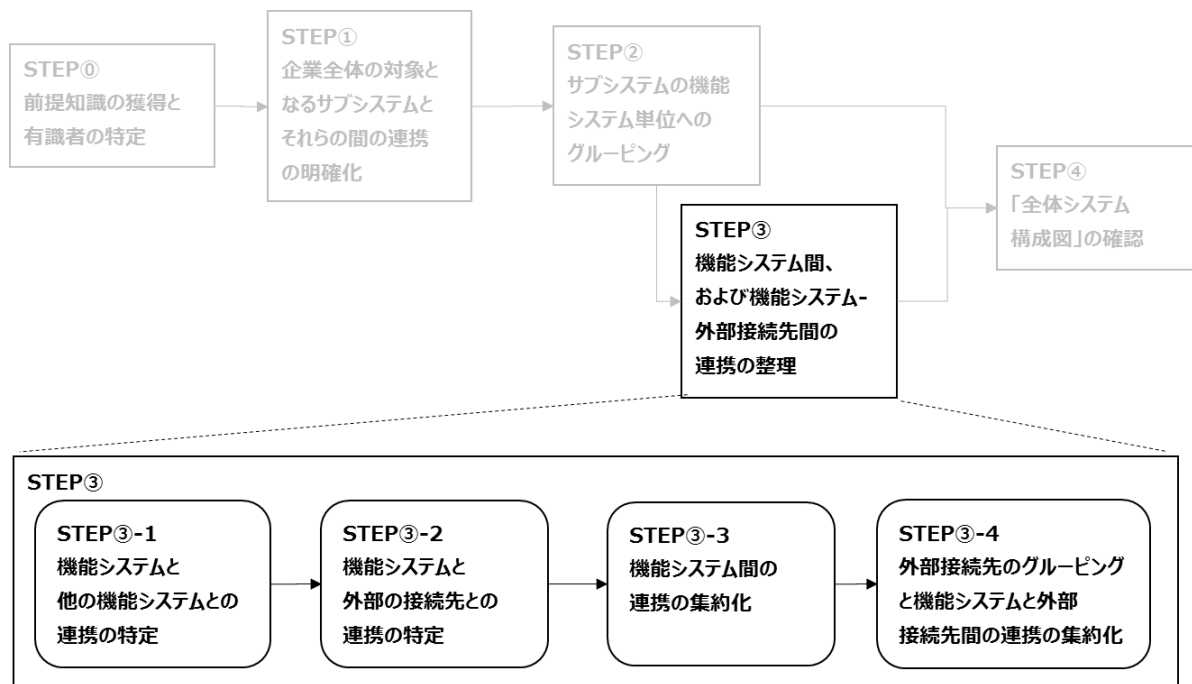 STEP⓪
前提知識の獲得と
有識者の特定
STEP①
企業全体の対象と
なるサブシステムと
それらの間の連携
の明確化
STEP②
サブシステムの機能
システム単位への
グルーピング
STEP③
機能システム間、
および機能システム-
外部接続先間の
連携の整理
STEP④
「全体システム
構成図」の確認
STEP③
STEP③-1
機能システムと
他の機能システムとの
連携の特定
STEP③-2
機能システムと
外部の接続先との
連携の特定
STEP③-3
機能システム間の
連携の集約化
STEP③-4
外部接続先のグルーピング
と機能システムと外部
接続先間の連携の集約化